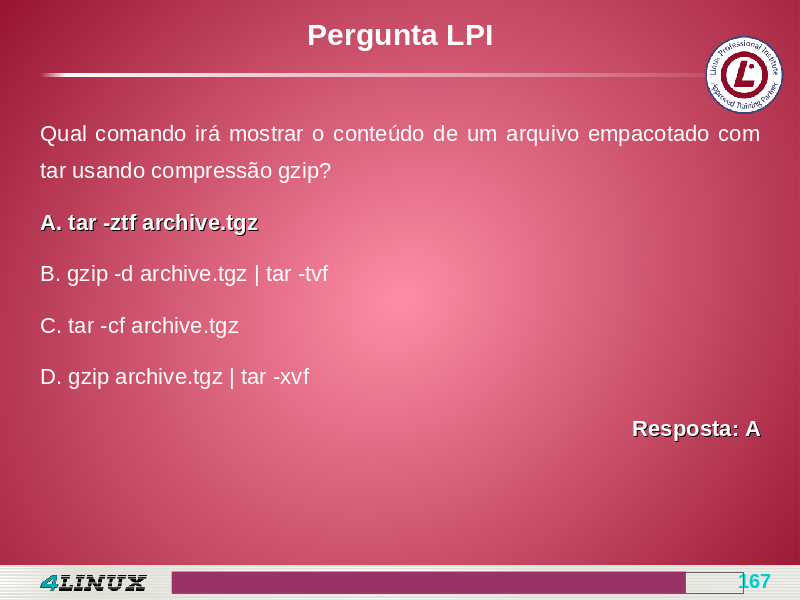 Pergunta LPI
Linux Professional Institute
Approved Training Partner
L
Qual comando irá mostrar o conteúdo de um arquivo empacotado com
tar usando compressão gzip?
A. tar -ztf archive.tgz
B. gzip -d archive.tgz | tar -tvf
C. tar -cf archive.tgz
D. gzip archive.tgz | tar -xvf
Resposta: A
4LINUX
167